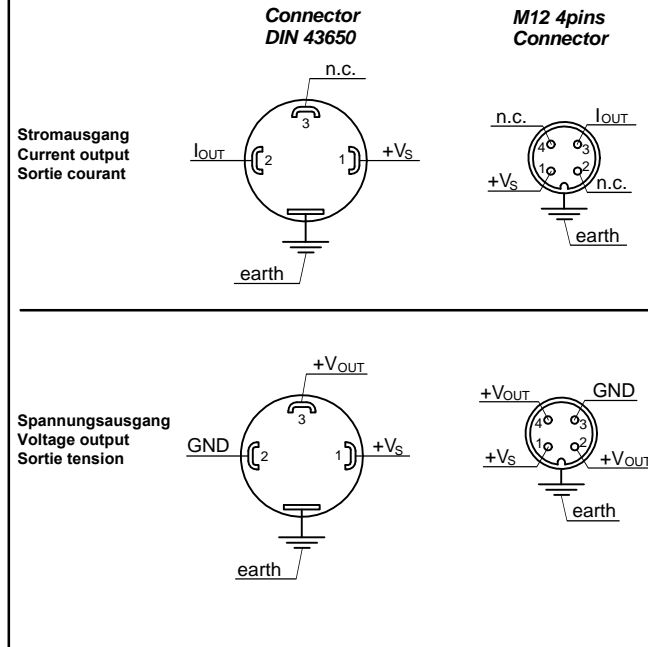 Connector
DIN 43650
M12 4pins
Connector
Stromausgang
Current output
Sortie courant
n.c.
3
IOUT
2
1
+VS
earth
n.c.
IOUT
4
3
1
2
+VS
n.c.
earth
Spannungsausgang
Voltage output
Sortie tension
+VOUT
3
GND
2
1
+VS
earth
+VOUT
GND
4
3
1
2
+VS
+VOUT
earth